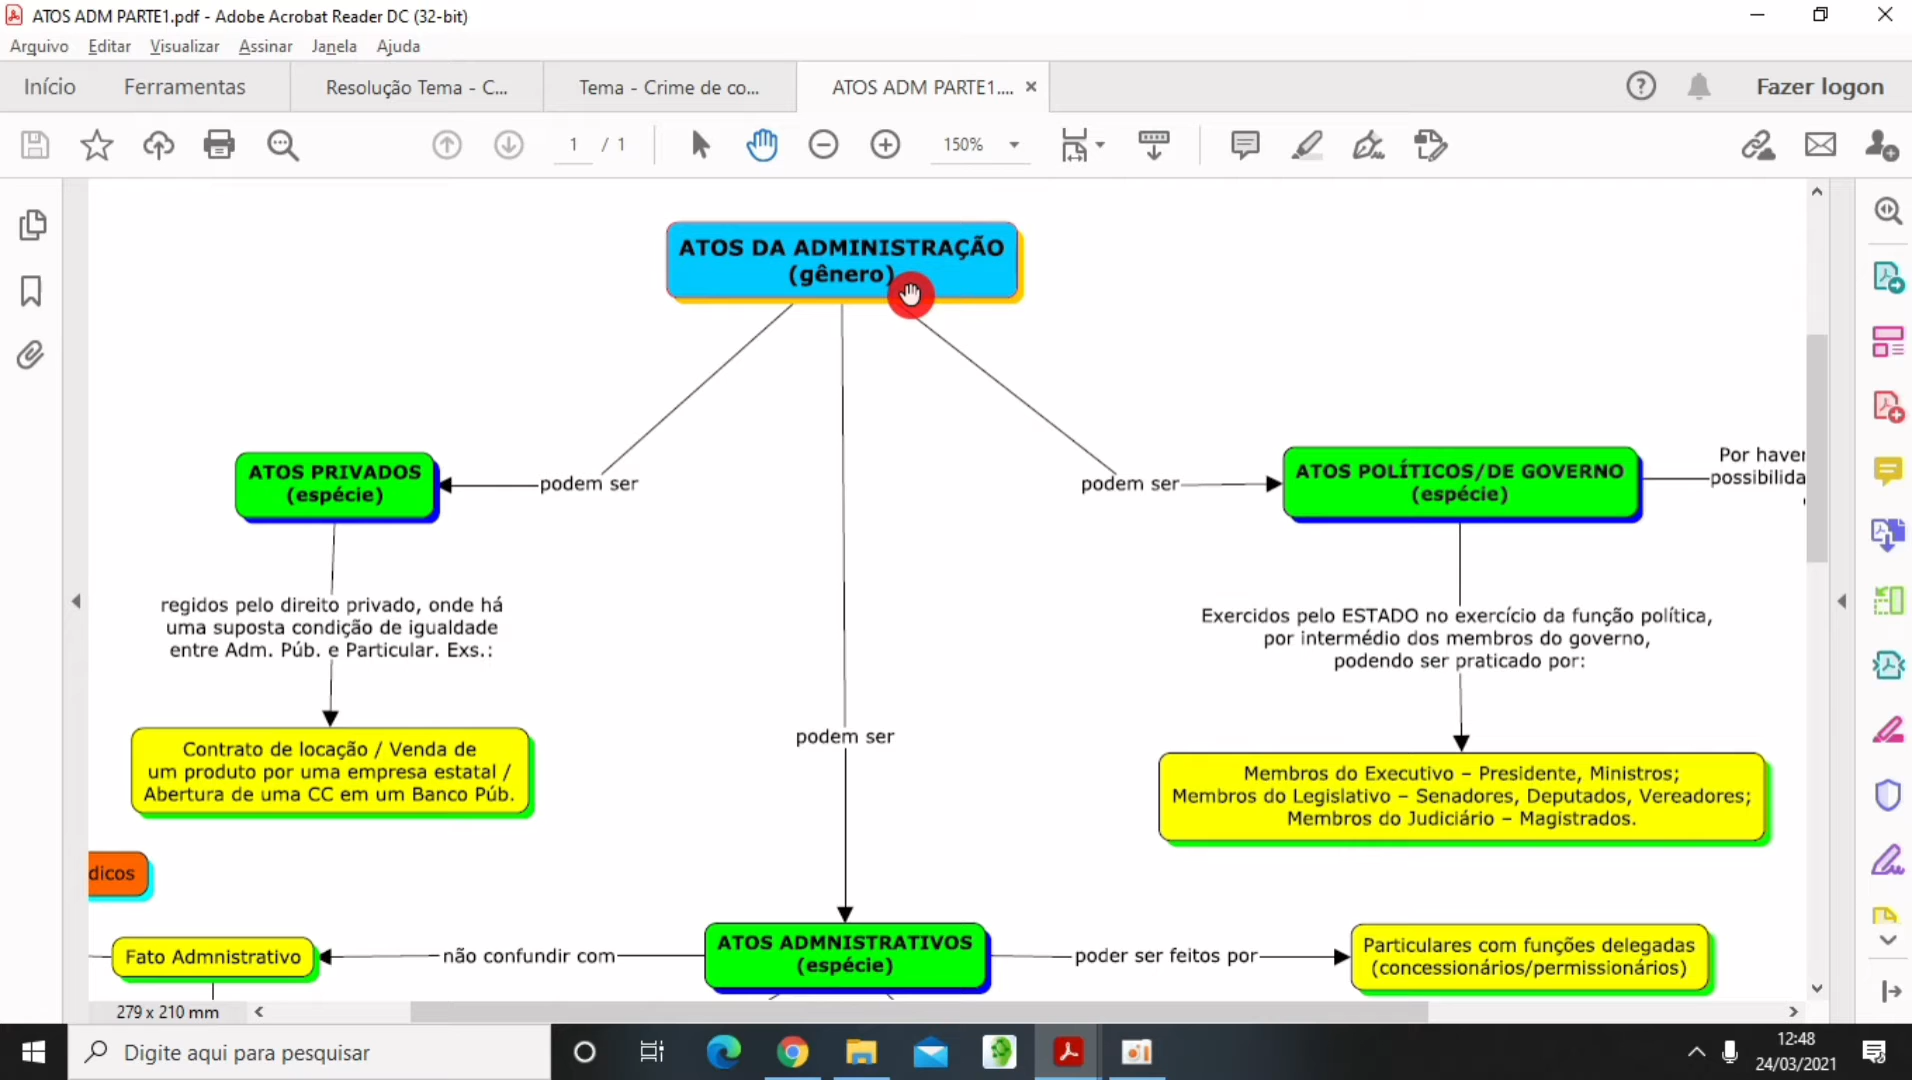 ATOS ADM PARTE1.pdf - Adobe Acrobat Reader DC (32-bit)
Arquivo Editar Visualizar Assinar Janela Ajuda
Início Ferramentas Resolução Tema - C... Tema - Crime de co... ATOS ADM PARTE1.... × Fazer logon
1 / 1 150%
ATOS DA ADMINISTRAÇÃO
(gênero)
ATOS PRIVADOS
(espécie)
podem ser
podem ser
ATOS POLÍTICOS/DE GOVERNO
(espécie)
Por haver
possibilida
regidos pelo direito privado, onde há
uma suposta condição de igualdade
entre Adm. Púb. e Particular. Exs.:
Exercidos pelo ESTADO no exercício da função política,
por intermédio dos membros do governo,
podendo ser praticado por:
podem ser
Contrato de locação / Venda de
um produto por uma empresa estatal /
Abertura de uma CC em um Banco Púb.
Membros do Executivo – Presidente, Ministros;
Membros do Legislativo – Senadores, Deputados, Vereadores;
Membros do Judiciário – Magistrados.
dicos
Fato Admnistrativo
não confundir com
ATOS ADMNISTRATIVOS
(espécie)
poder ser feitos por
Particulares com funções delegadas
(concessionários/permissionários)
279 x 210 mm
Digite aqui para pesquisar
12:48
24/03/2021